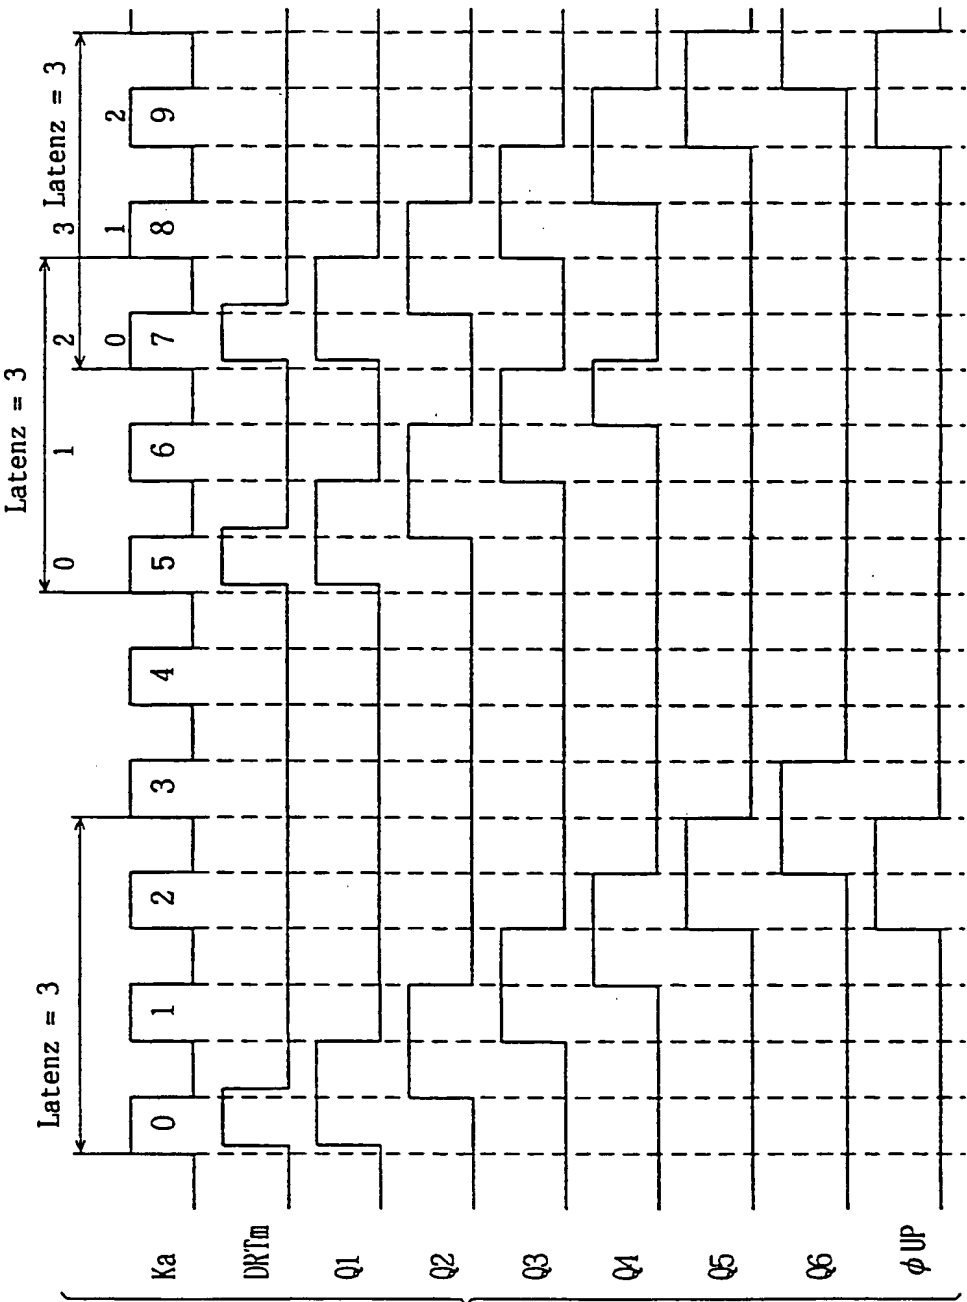 Latenz = 3
Latenz = 3
Latenz = 3
0 1 2 3
0 1 2
Ka 0 1 2 3 4 5 6 7 8 9
DRTm
Q1
Q2
Q3
Q4
Q5
Q6
φUP